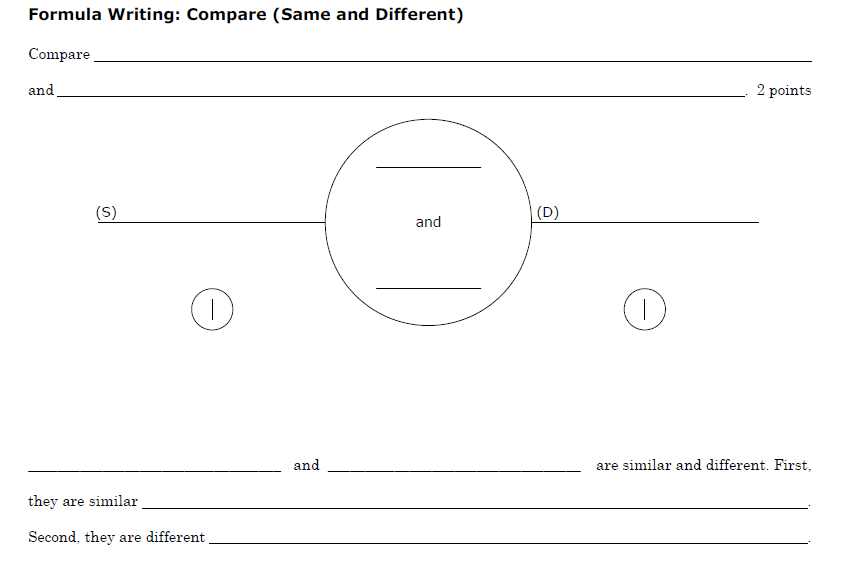 Formula Writing: Compare (Same and Different)
Compare
and . 2 points
(S)
and
(D)
|
|
and are similar and different. First,
they are similar .
Second, they are different .